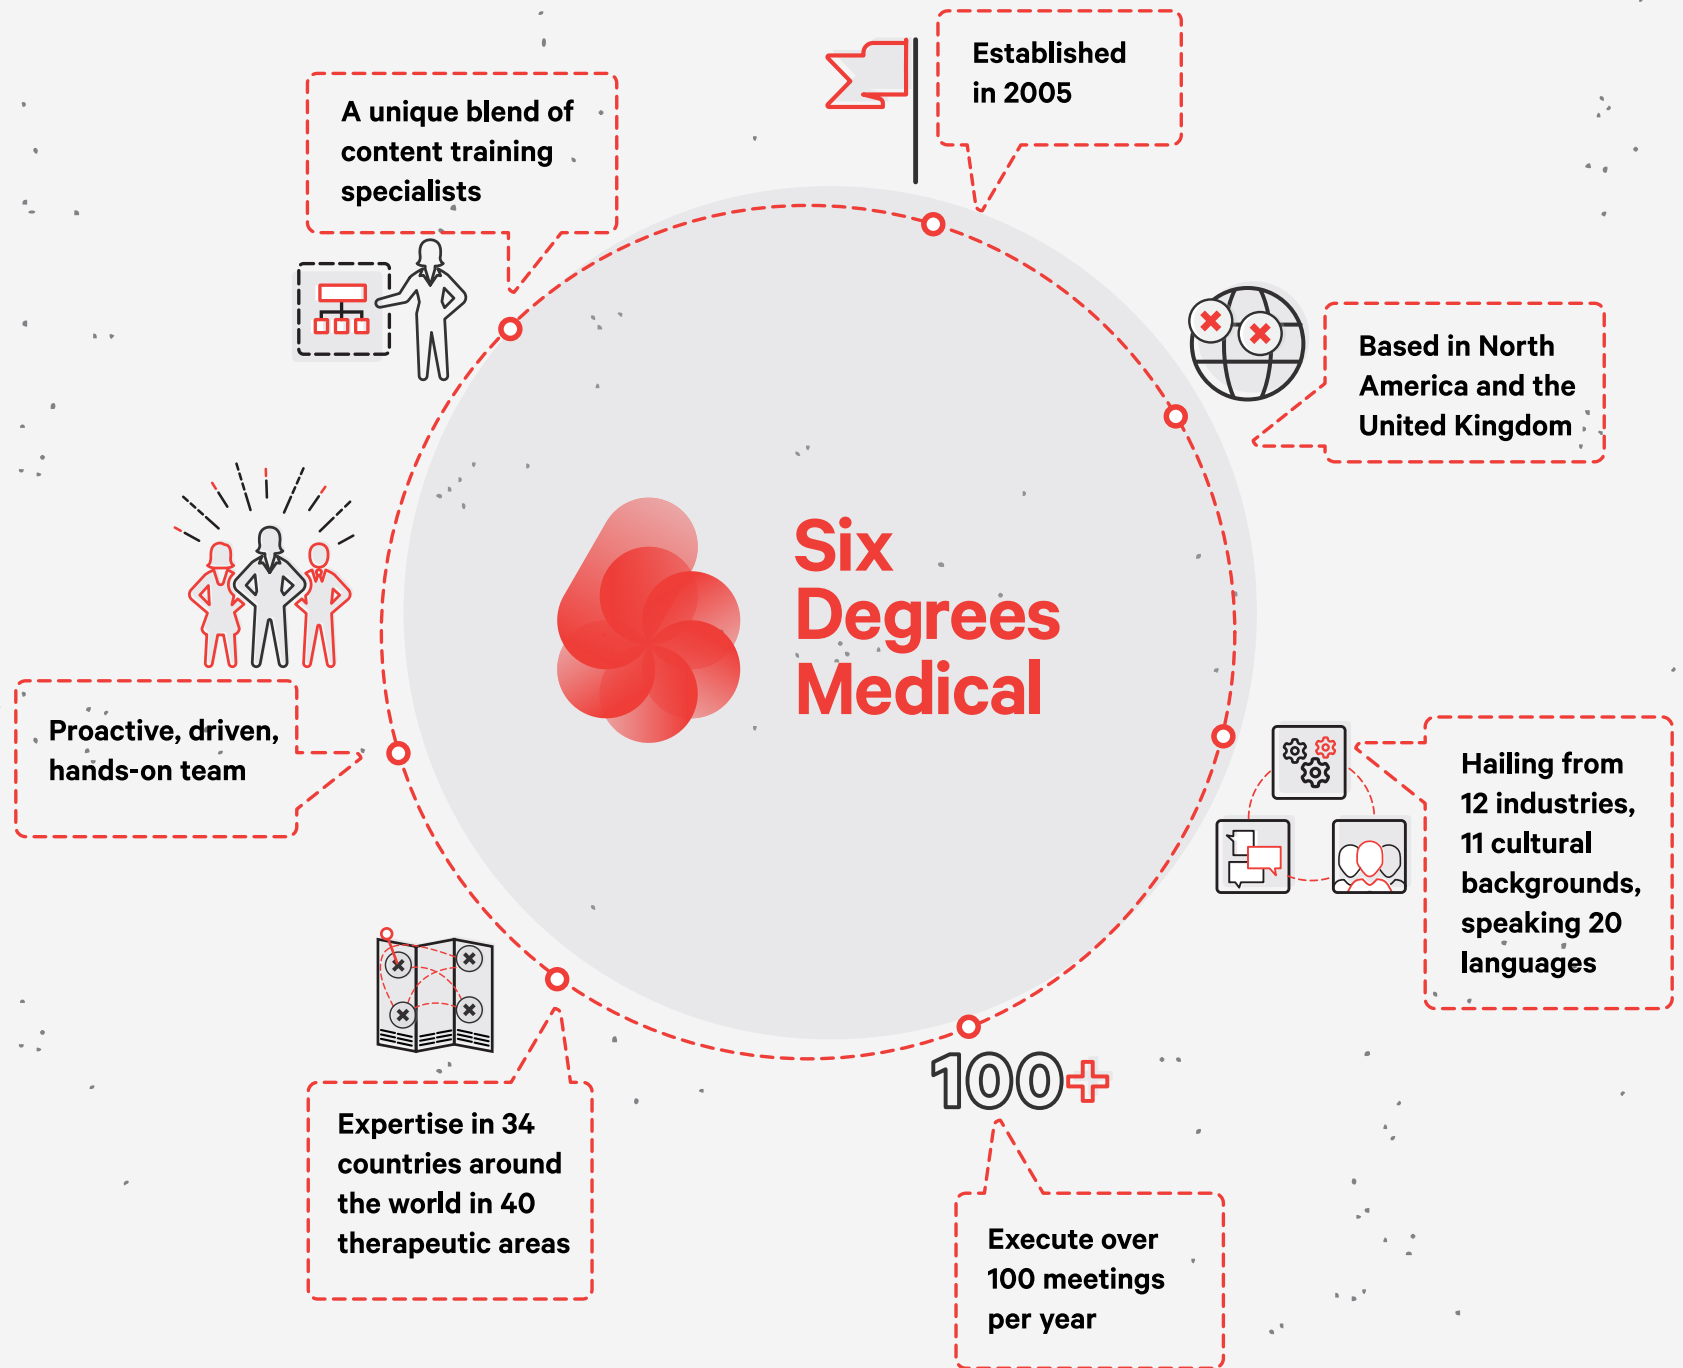 Established
in 2005
A unique blend of
content training
specialists
Based in North
America and the
United Kingdom
Six
Degrees
Medical
Proactive, driven,
hands-on team
Hailing from
12 industries,
11 cultural
backgrounds,
speaking 20
languages
100+
Expertise in 34
countries around
the world in 40
therapeutic areas
Execute over
100 meetings
per year